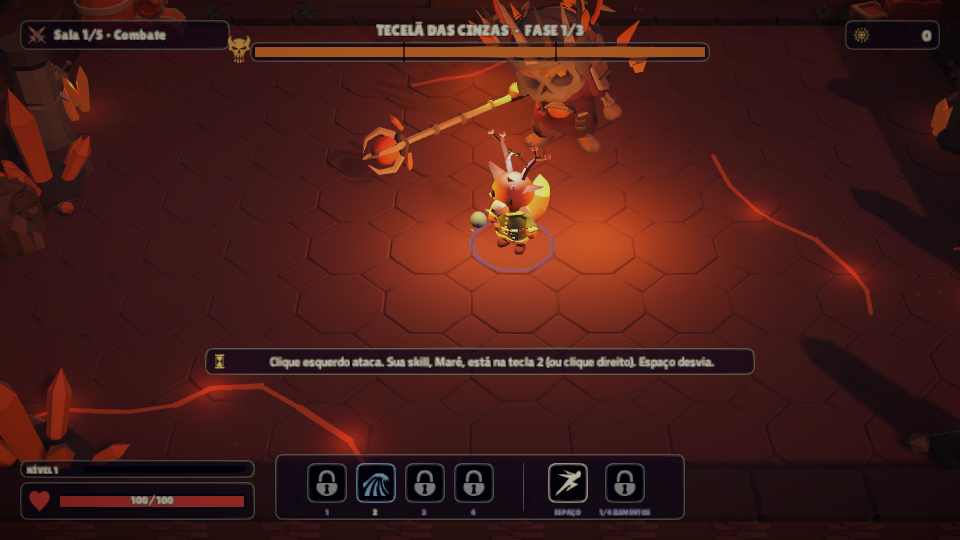 Sala 1/5 - Combate
TECELÃ DAS CINZAS - FASE 1/3
0
Clique esquerdo ataca. Sua skill, Maré, está na tecla 2 (ou clique direito). Espaço desvia.
NÍVEL 1
100/100
1
2
3
4
ESPAÇO
1/4 ELEMENTOS